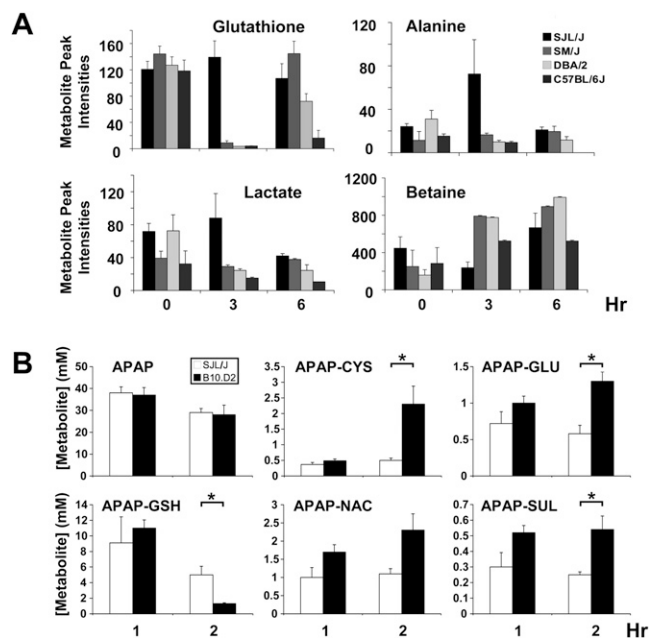 A
Glutathione
Alanine
SJL/J
SM/J
DBA/2
C57BL/6J
Metabolite Peak
Intensities
160
120
80
40
0
120
80
40
20
0
Lactate
Betaine
Metabolite Peak
Intensities
120
80
40
0
1000
800
400
0
0 3 6 0 3 6 Hr
B
APAP
SJL/J
B10.D2
APAP-CYS
*
APAP-GLU
*
[Metabolite] (mM)
50
40
30
20
10
0
3.5
3
2.5
2
1.5
1
0.5
0
1.5
1
0.5
0
APAP-GSH
*
APAP-NAC
APAP-SUL
*
[Metabolite] (mM)
14
12
10
8
6
4
2
0
3
2.5
2
1.5
1
0.5
0
0.7
0.6
0.5
0.4
0.3
0.2
0.1
0
1 2 1 2 1 2 Hr